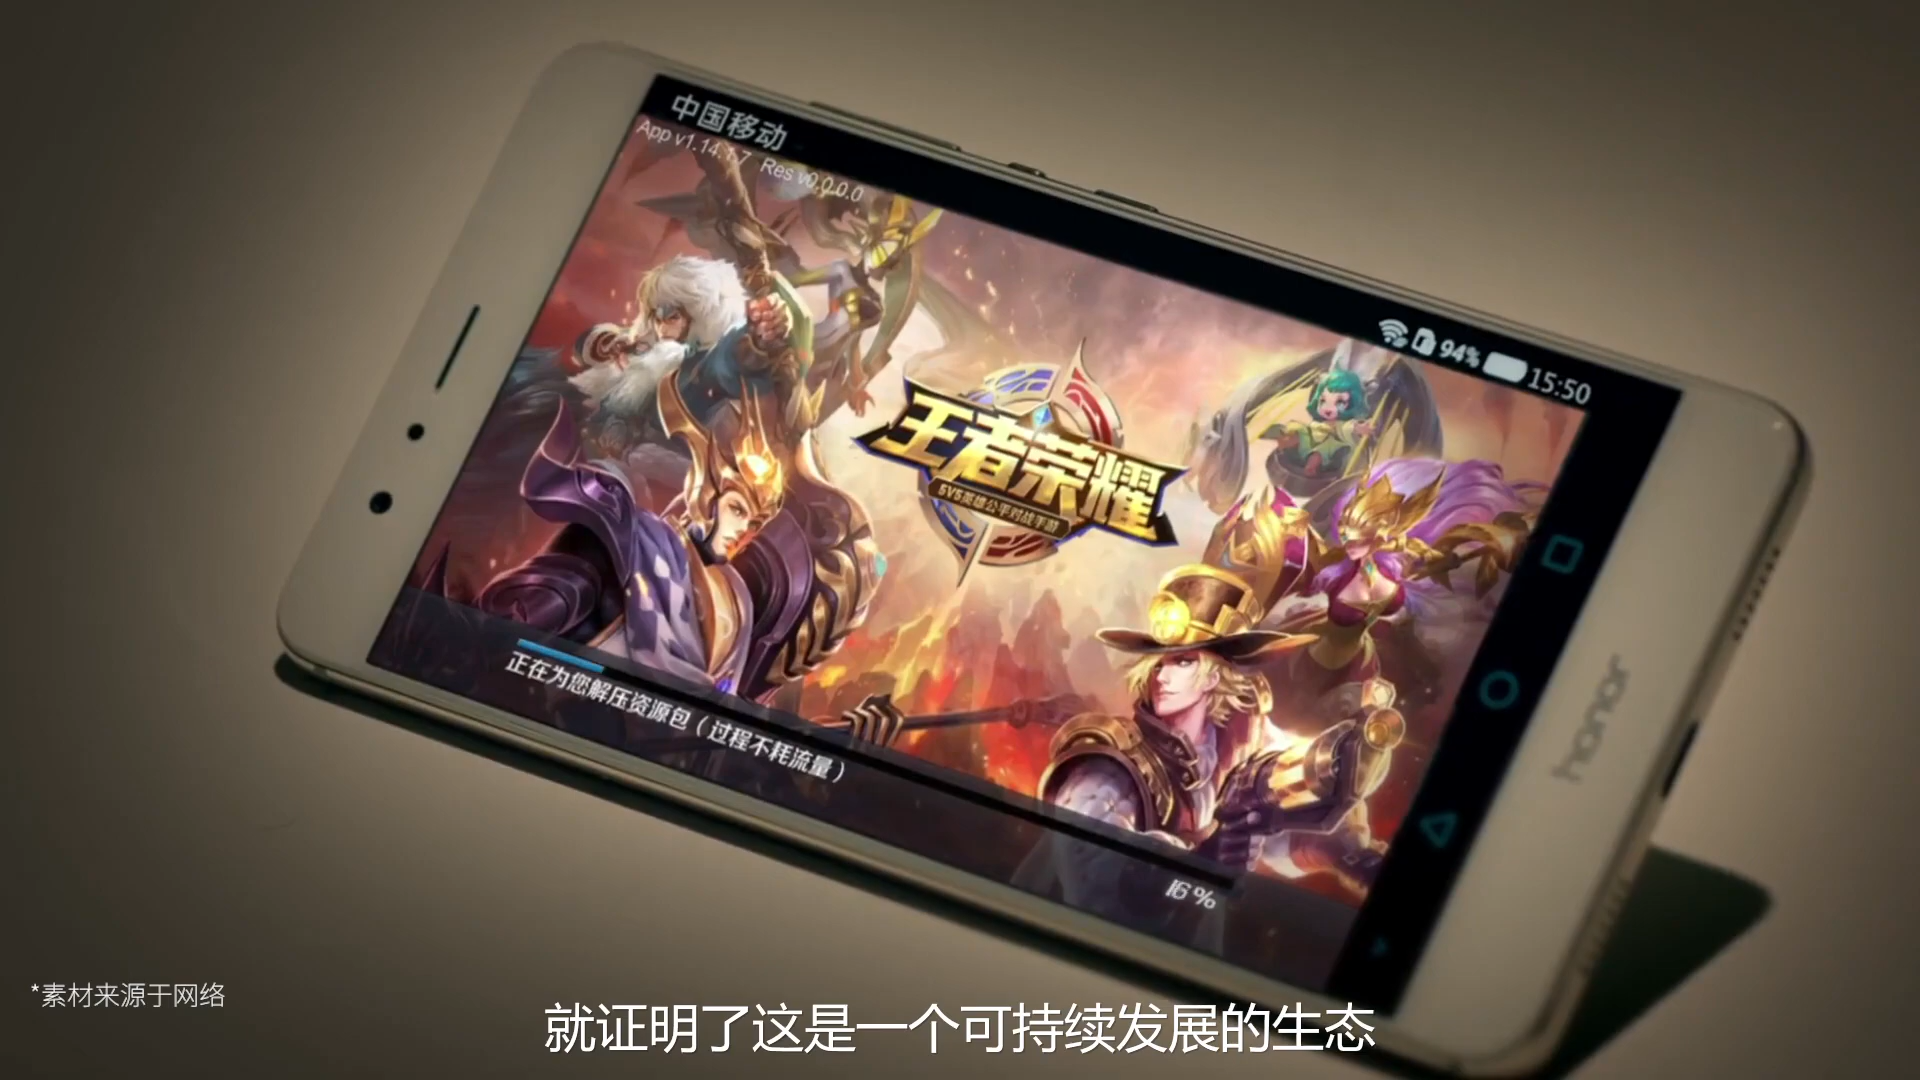 中国移动
App v1.14.1.7 Res v0.0.0.0
94%
15:50
王者荣耀
5V5英雄公平对战手游
正在为您解压资源包(过程不耗流量)
16%
honor
*素材来源于网络
就证明了这是一个可持续发展的生态